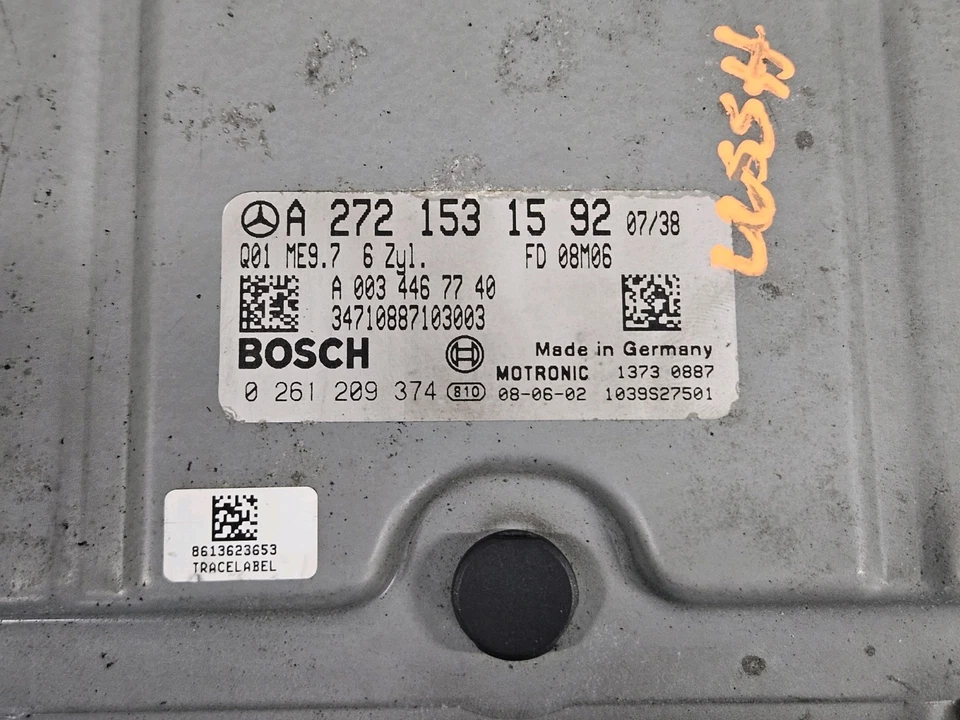 A 272 153 15 92 07/38
Q01 ME9.7 6 Zyl. FD 08M06
A 003 446 77 40
34710887103003
BOSCH Made in Germany
MOTRONIC 1373 0887
0 261 209 374 810 08-06-02 1039S27501
8613623653
TRACELABEL